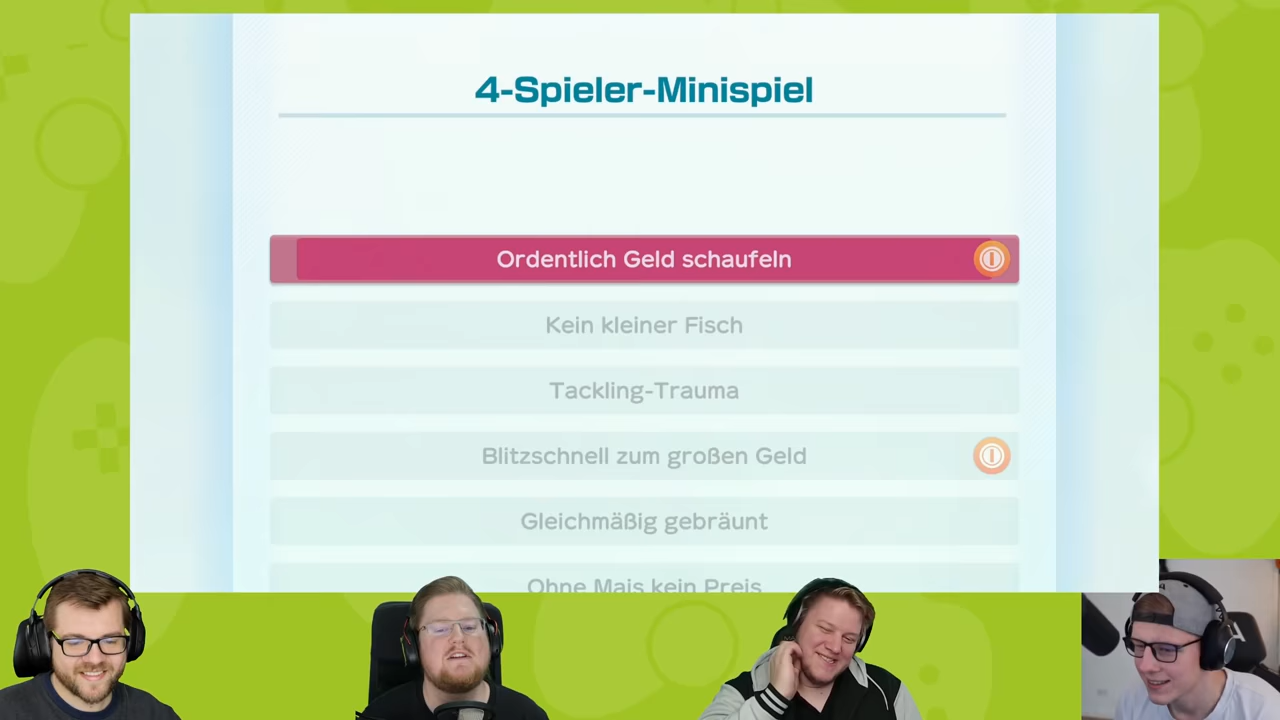 4-Spieler-Minispiel
Ordentlich Geld schaufeln
Kein kleiner Fisch
Tackling-Trauma
Blitzschnell zum großen Geld
Gleichmäßig gebräunt
Ohne Mais kein Preis